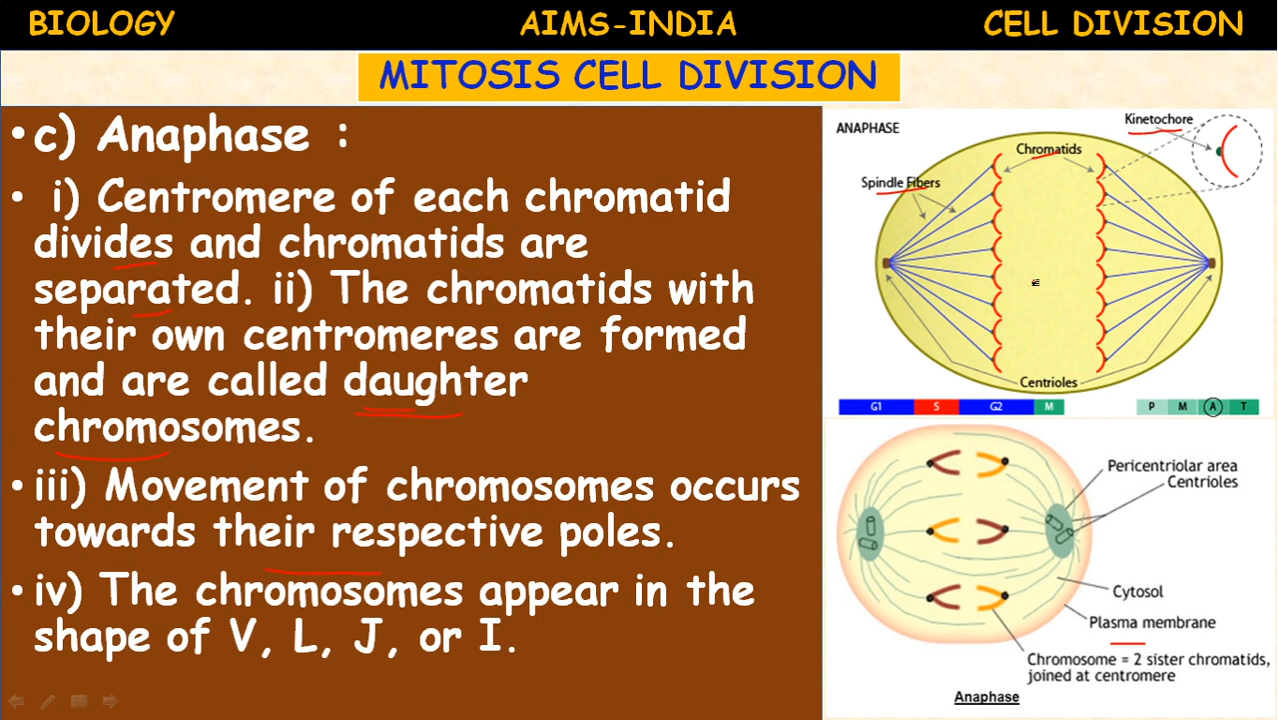 BIOLOGY AIMS-INDIA CELL DIVISION
MITOSIS CELL DIVISION
• c) Anaphase :
• i) Centromere of each chromatid
divides and chromatids are
separated. ii) The chromatids with
their own centromeres are formed
and are called daughter
chromosomes.
• iii) Movement of chromosomes occurs
towards their respective poles.
• iv) The chromosomes appear in the
shape of V, L, J, or I.
ANAPHASE
Kinetochore
Chromatids
Spindle Fibers
Centrioles
G1 S G2 M P M A T
Pericentriolar area
Centrioles
Cytosol
Plasma membrane
Chromosome = 2 sister chromatids,
joined at centromere
Anaphase